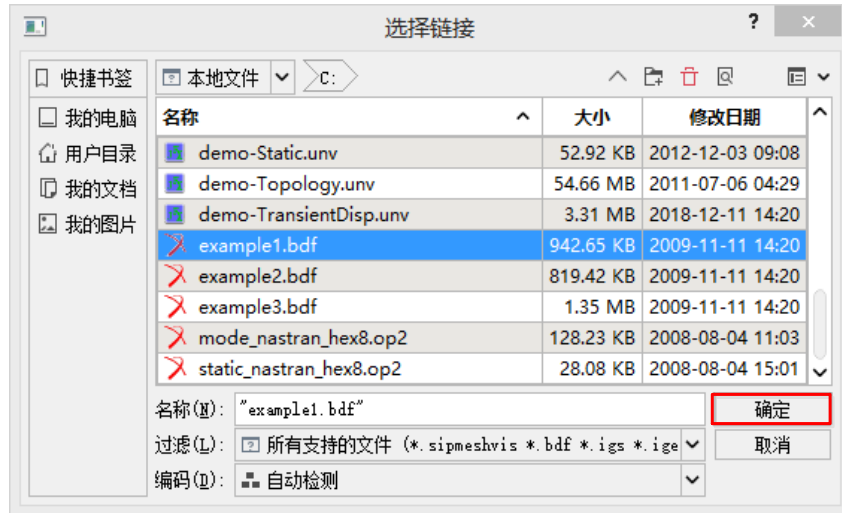 选择链接 ?
快捷书签 本地文件 C:
我的电脑
用户目录
我的文档
我的图片
名称 大小 修改日期
demo-Static.unv 52.92 KB 2012-12-03 09:08
demo-Topology.unv 54.66 MB 2011-07-06 04:29
demo-TransientDisp.unv 3.31 MB 2018-12-11 14:20
example1.bdf 942.65 KB 2009-11-11 14:20
example2.bdf 819.42 KB 2009-11-11 14:20
example3.bdf 1.35 MB 2009-11-11 14:20
mode_nastran_hex8.op2 128.23 KB 2008-08-04 11:03
static_nastran_hex8.op2 28.08 KB 2008-08-04 15:01
名称(N): "example1.bdf" 确定
过滤(L): 所有支持的文件 (*.sipmeshvis *.bdf *.igs *.ige 取消
编码(D): 自动检测